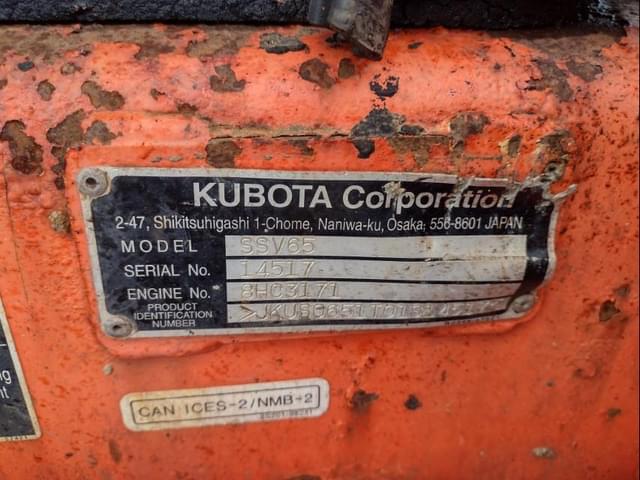 KUBOTA Corporation
2-47, Shikitsuhigashi 1-Chome, Naniwa-ku, Osaka, 556-8601 JAPAN
MODEL SSV65
SERIAL No. 14517
ENGINE No. 8HC3171
PRODUCT
IDENTIFICATION
NUMBER
CAN ICES-2/NMB-2